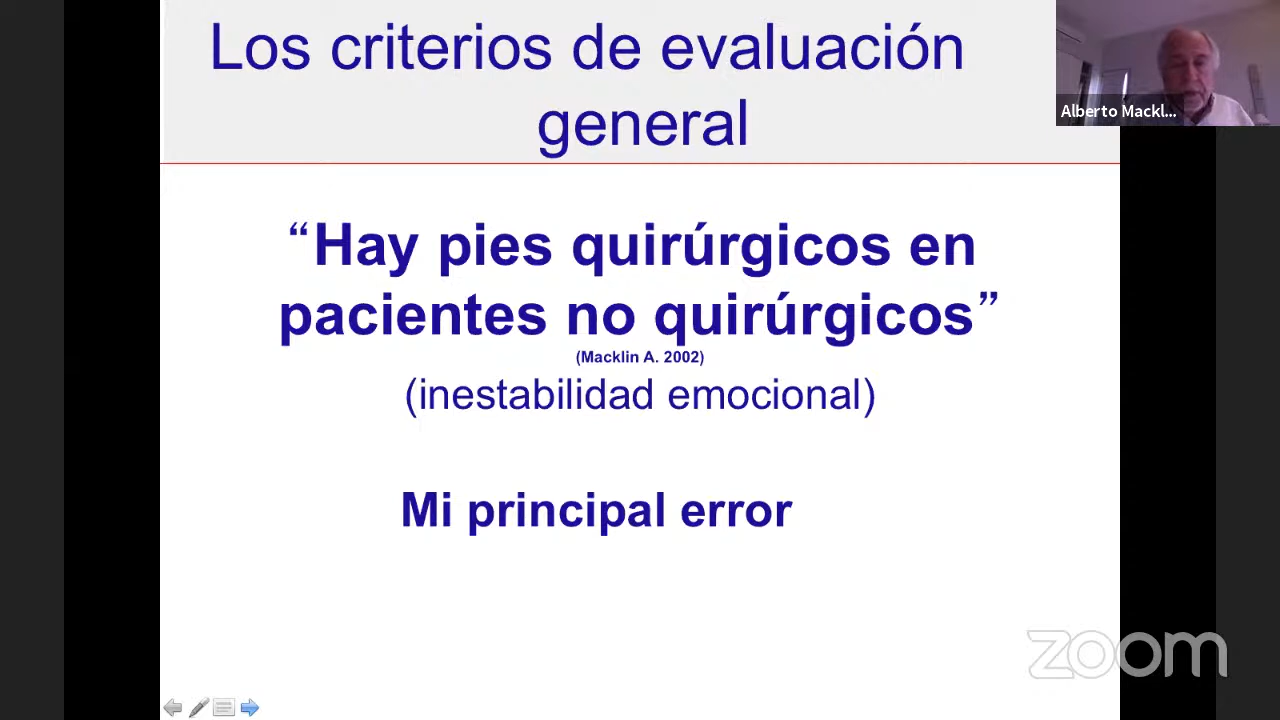 Los criterios de evaluación
general
Alberto Mackl...
“Hay pies quirúrgicos en
pacientes no quirúrgicos”
(Macklin A. 2002)
(inestabilidad emocional)
Mi principal error
zoom